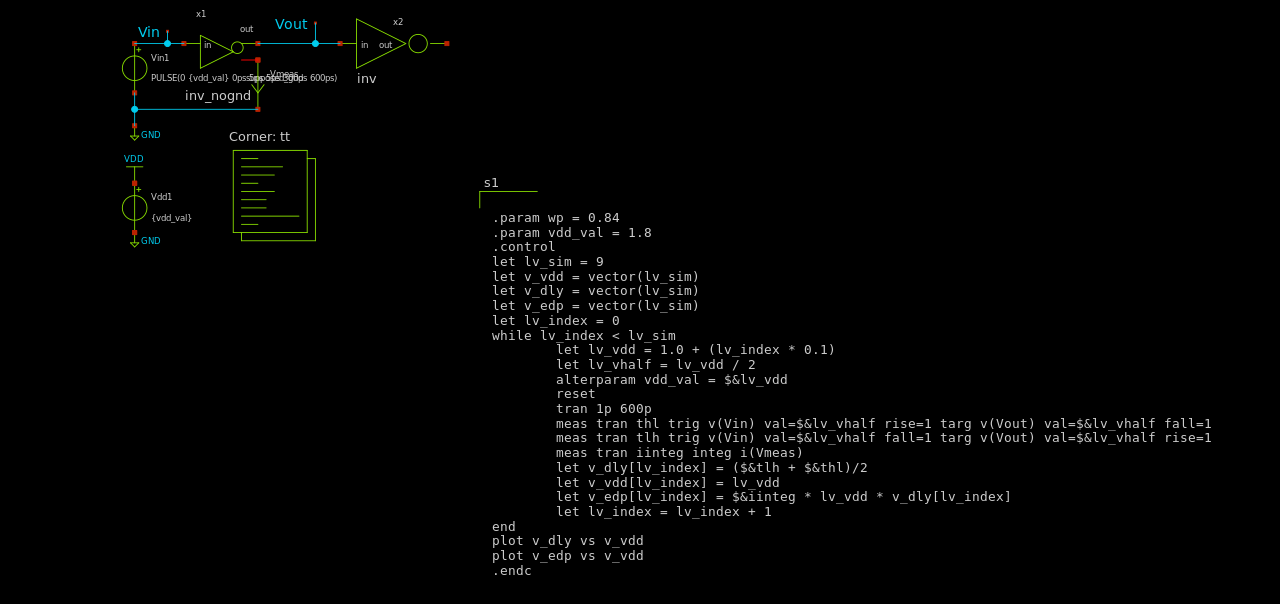 x1
Vin
out
Vout
x2
in
in out
+
Vin1
PULSE(0 {vdd_val} 0ps 600ps)
Vmeas
inv
inv_nognd
GND
Corner: tt
VDD
+
Vdd1
{vdd_val}
GND
s1
.param wp = 0.84
.param vdd_val = 1.8
.control
let lv_sim = 9
let v_vdd = vector(lv_sim)
let v_dly = vector(lv_sim)
let v_edp = vector(lv_sim)
let lv_index = 0
while lv_index < lv_sim
let lv_vdd = 1.0 + (lv_index * 0.1)
let lv_vhalf = lv_vdd / 2
alterparam vdd_val = $&lv_vdd
reset
tran 1p 600p
meas tran thl trig v(Vin) val=$&lv_vhalf rise=1 targ v(Vout) val=$&lv_vhalf fall=1
meas tran tlh trig v(Vin) val=$&lv_vhalf fall=1 targ v(Vout) val=$&lv_vhalf rise=1
meas tran iinteg integ i(Vmeas)
let v_dly[lv_index] = ($&tlh + $&thl)/2
let v_vdd[lv_index] = lv_vdd
let v_edp[lv_index] = $&iinteg * lv_vdd * v_dly[lv_index]
let lv_index = lv_index + 1
end
plot v_dly vs v_vdd
plot v_edp vs v_vdd
.endc